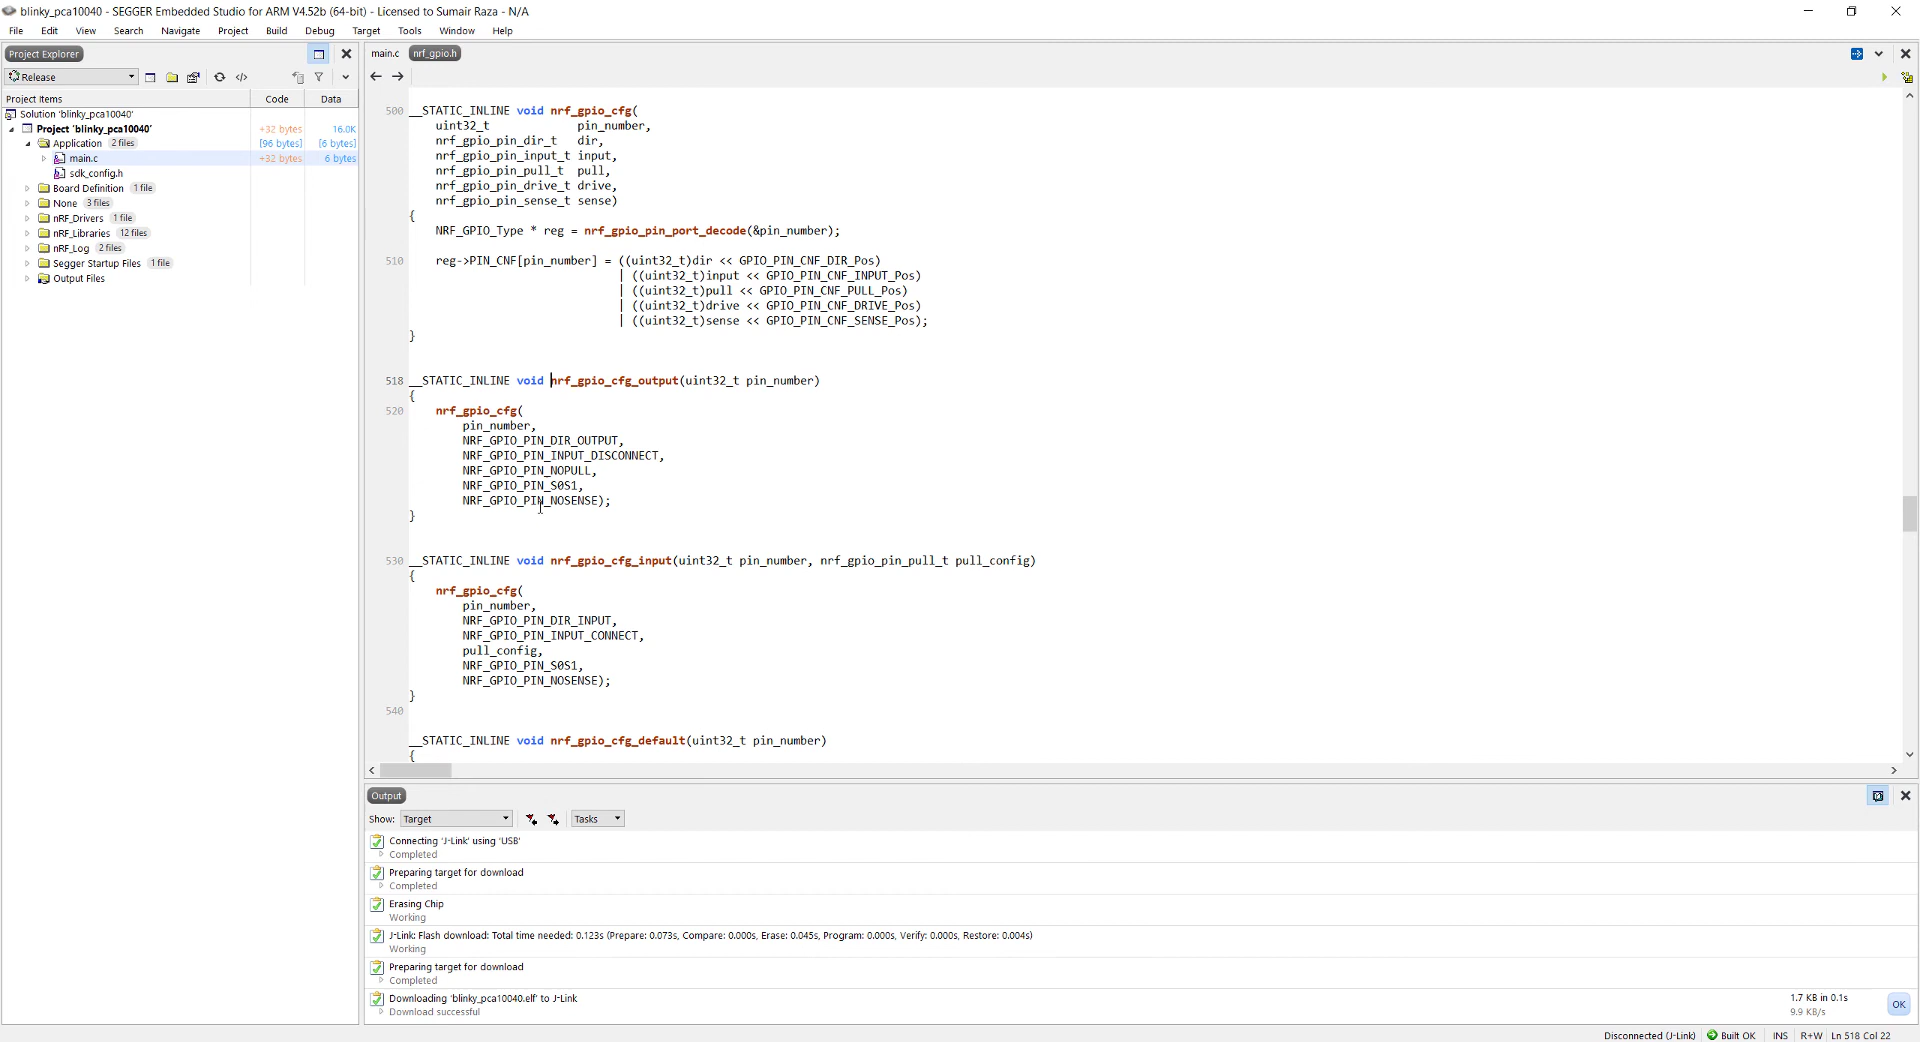 blinky_pca10040 - SEGGER Embedded Studio for ARM V4.52b (64-bit) - Licensed to Sumair Raza - N/A
File Edit View Search Navigate Project Build Debug Target Tools Window Help
Project Explorer
Release
Project Items Code Data
Solution 'blinky_pca10040'
Project 'blinky_pca10040' +32 bytes 16.0K
Application 2 files [96 bytes] [6 bytes]
main.c +32 bytes 6 bytes
sdk_config.h
Board Definition 1 file
None 3 files
nRF_Drivers 1 file
nRF_Libraries 12 files
nRF_Log 2 files
Segger Startup Files 1 file
Output Files
main.c nrf_gpio.h
500 __STATIC_INLINE void nrf_gpio_cfg(
uint32_t pin_number,
nrf_gpio_pin_dir_t dir,
nrf_gpio_pin_input_t input,
nrf_gpio_pin_pull_t pull,
nrf_gpio_pin_drive_t drive,
nrf_gpio_pin_sense_t sense)
{
NRF_GPIO_Type * reg = nrf_gpio_pin_port_decode(&pin_number);
510 reg->PIN_CNF[pin_number] = ((uint32_t)dir << GPIO_PIN_CNF_DIR_Pos)
| ((uint32_t)input << GPIO_PIN_CNF_INPUT_Pos)
| ((uint32_t)pull << GPIO_PIN_CNF_PULL_Pos)
| ((uint32_t)drive << GPIO_PIN_CNF_DRIVE_Pos)
| ((uint32_t)sense << GPIO_PIN_CNF_SENSE_Pos);
}
518 __STATIC_INLINE void nrf_gpio_cfg_output(uint32_t pin_number)
{
520 nrf_gpio_cfg(
pin_number,
NRF_GPIO_PIN_DIR_OUTPUT,
NRF_GPIO_PIN_INPUT_DISCONNECT,
NRF_GPIO_PIN_NOPULL,
NRF_GPIO_PIN_S0S1,
NRF_GPIO_PIN_NOSENSE);
}
530 __STATIC_INLINE void nrf_gpio_cfg_input(uint32_t pin_number, nrf_gpio_pin_pull_t pull_config)
{
nrf_gpio_cfg(
pin_number,
NRF_GPIO_PIN_DIR_INPUT,
NRF_GPIO_PIN_INPUT_CONNECT,
pull_config,
NRF_GPIO_PIN_S0S1,
NRF_GPIO_PIN_NOSENSE);
}
540
__STATIC_INLINE void nrf_gpio_cfg_default(uint32_t pin_number)
{
Output
Show: Target Tasks
Connecting 'J-Link' using 'USB'
Completed
Preparing target for download
Completed
Erasing Chip
Working
J-Link: Flash download: Total time needed: 0.123s (Prepare: 0.073s, Compare: 0.000s, Erase: 0.045s, Program: 0.000s, Verify: 0.000s, Restore: 0.004s)
Working
Preparing target for download
Completed
Downloading 'blinky_pca10040.elf' to J-Link 1.7 KB in 0.1s
Download successful 9.9 KB/s
OK
Disconnected (J-Link) Built OK INS R+W Ln 518 Col 22